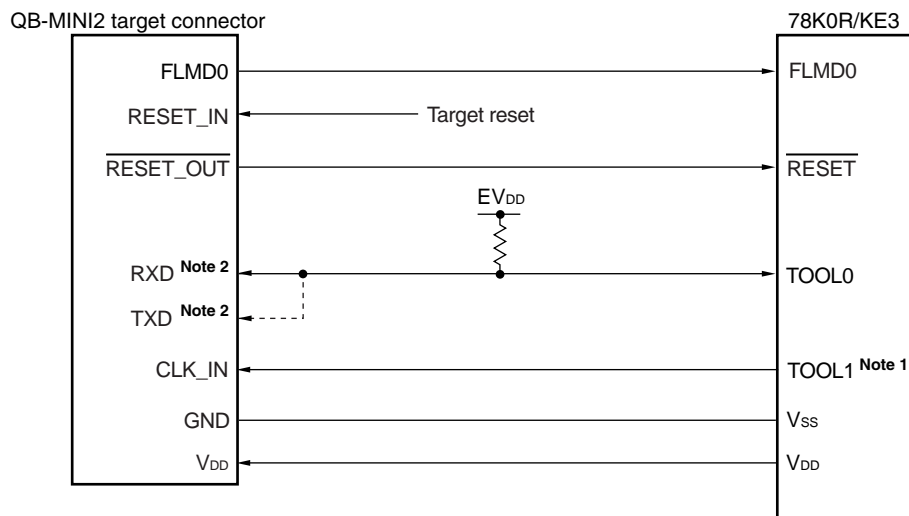 QB-MINI2 target connector
78K0R/KE3
FLMD0
FLMD0
RESET_IN
Target reset
RESET_OUT
RESET
EVDD
RXD Note 2
TOOL0
TXD Note 2
CLK_IN
TOOL1 Note 1
GND
VSS
VDD
VDD